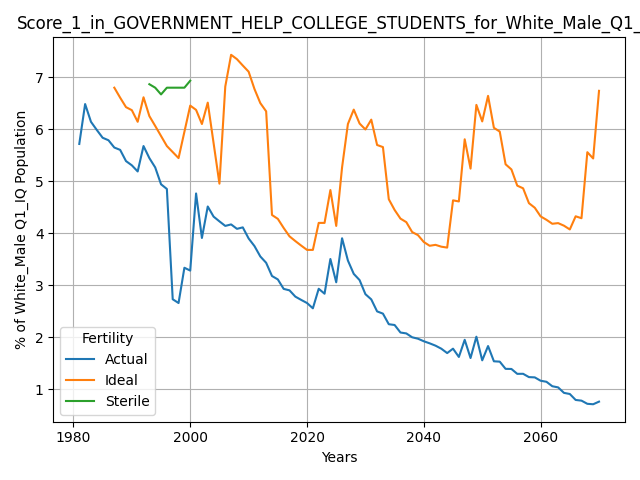 Score_1_in_GOVERNMENT_HELP_COLLEGE_STUDENTS_for_White_Male_Q1_
% of White_Male Q1_IQ Population
7
6
5
4
3
2
1
Fertility
Actual
Ideal
Sterile
1980 2000 2020 2040 2060
Years